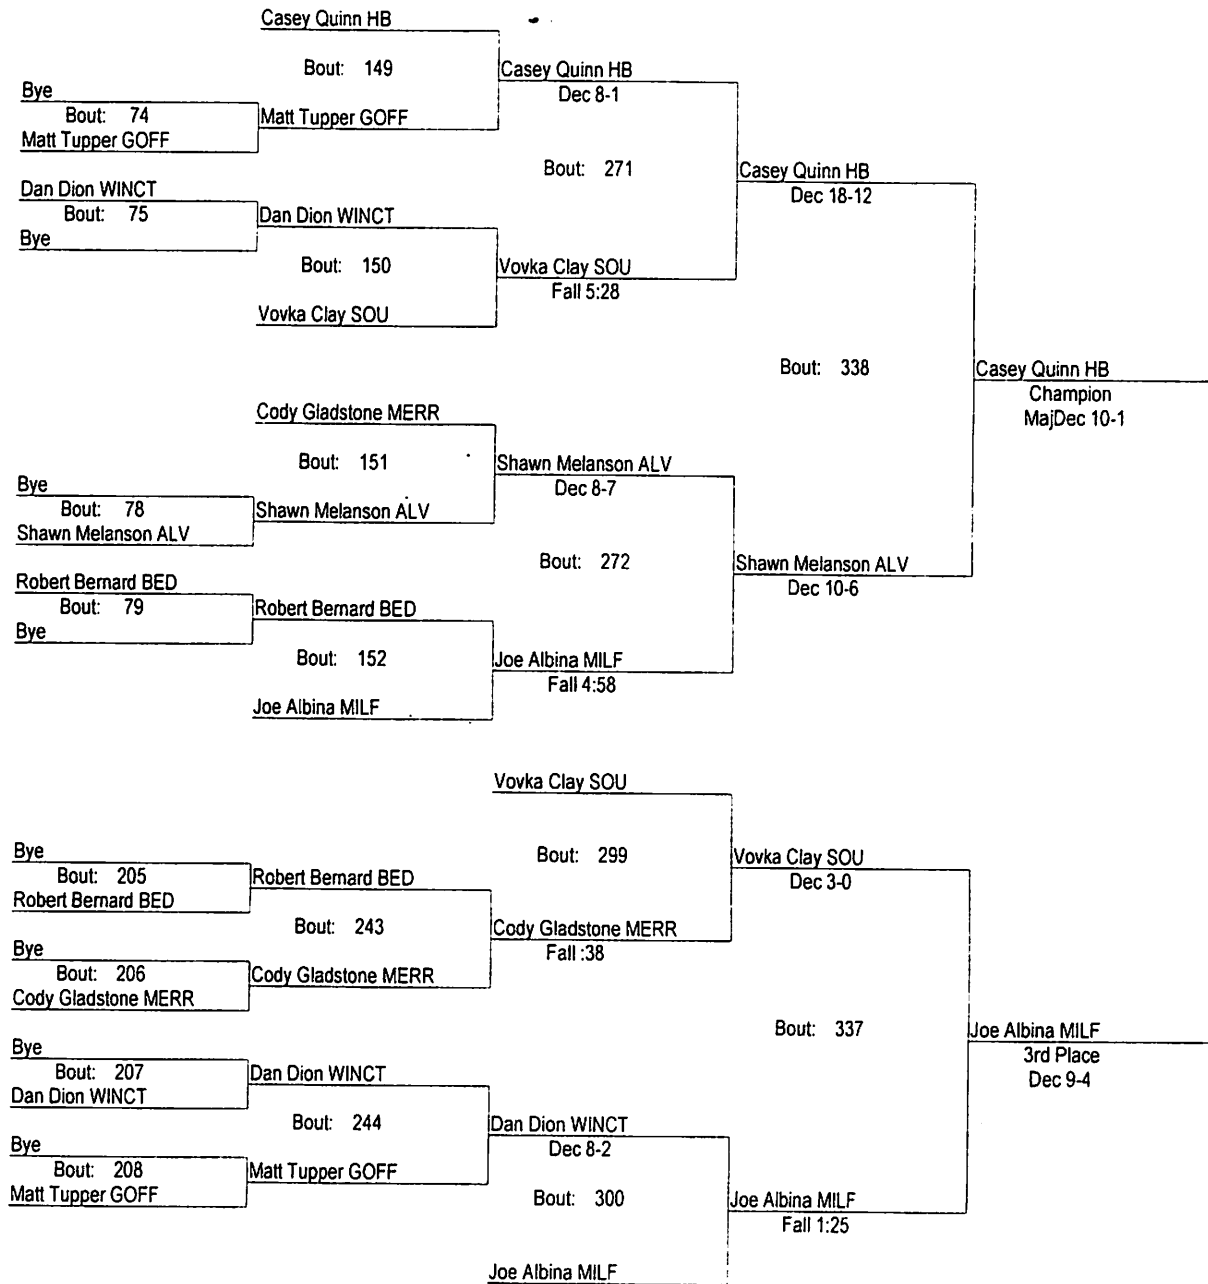 Casey Quinn HB
Bout: 149
Casey Quinn HB
Dec 8-1
Bye
Bout: 74
Matt Tupper GOFF
Matt Tupper GOFF
Bout: 271
Casey Quinn HB
Dec 18-12
Dan Dion WINCT
Bout: 75
Dan Dion WINCT
Bye
Bout: 150
Vovka Clay SOU
Fall 5:28
Vovka Clay SOU
Bout: 338
Casey Quinn HB
Champion
MajDec 10-1
Cody Gladstone MERR
Bout: 151
Shawn Melanson ALV
Dec 8-7
Bye
Bout: 78
Shawn Melanson ALV
Shawn Melanson ALV
Bout: 272
Shawn Melanson ALV
Dec 10-6
Robert Bernard BED
Bout: 79
Robert Bernard BED
Bye
Bout: 152
Joe Albina MILF
Fall 4:58
Joe Albina MILF
Vovka Clay SOU
Bout: 299
Vovka Clay SOU
Dec 3-0
Bye
Bout: 205
Robert Bernard BED
Robert Bernard BED
Bout: 243
Cody Gladstone MERR
Fall :38
Bye
Bout: 206
Cody Gladstone MERR
Cody Gladstone MERR
Bout: 337
Joe Albina MILF
3rd Place
Dec 9-4
Bye
Bout: 207
Dan Dion WINCT
Dan Dion WINCT
Bout: 244
Dan Dion WINCT
Dec 8-2
Bye
Bout: 208
Matt Tupper GOFF
Matt Tupper GOFF
Bout: 300
Joe Albina MILF
Fall 1:25
Joe Albina MILF